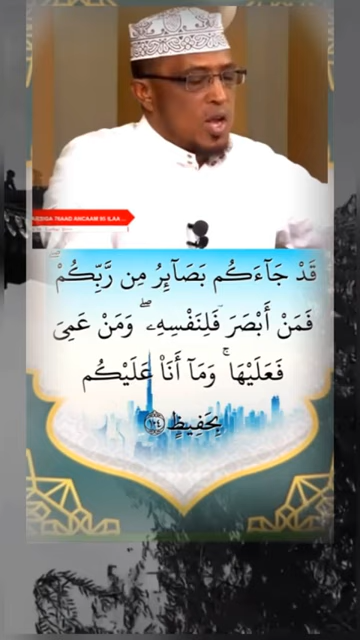 قَدْ جَآءَكُم بَصَآئِرُ مِن رَّبِّكُمْ ۖ
فَمَنْ أَبْصَرَ فَلِنَفْسِهِۦ ۖ وَمَنْ عَمِىَ
فَعَلَيْهَا ۚ وَمَآ أَنَا۠ عَلَيْكُم
بِحَفِيظٍ ١٠٤